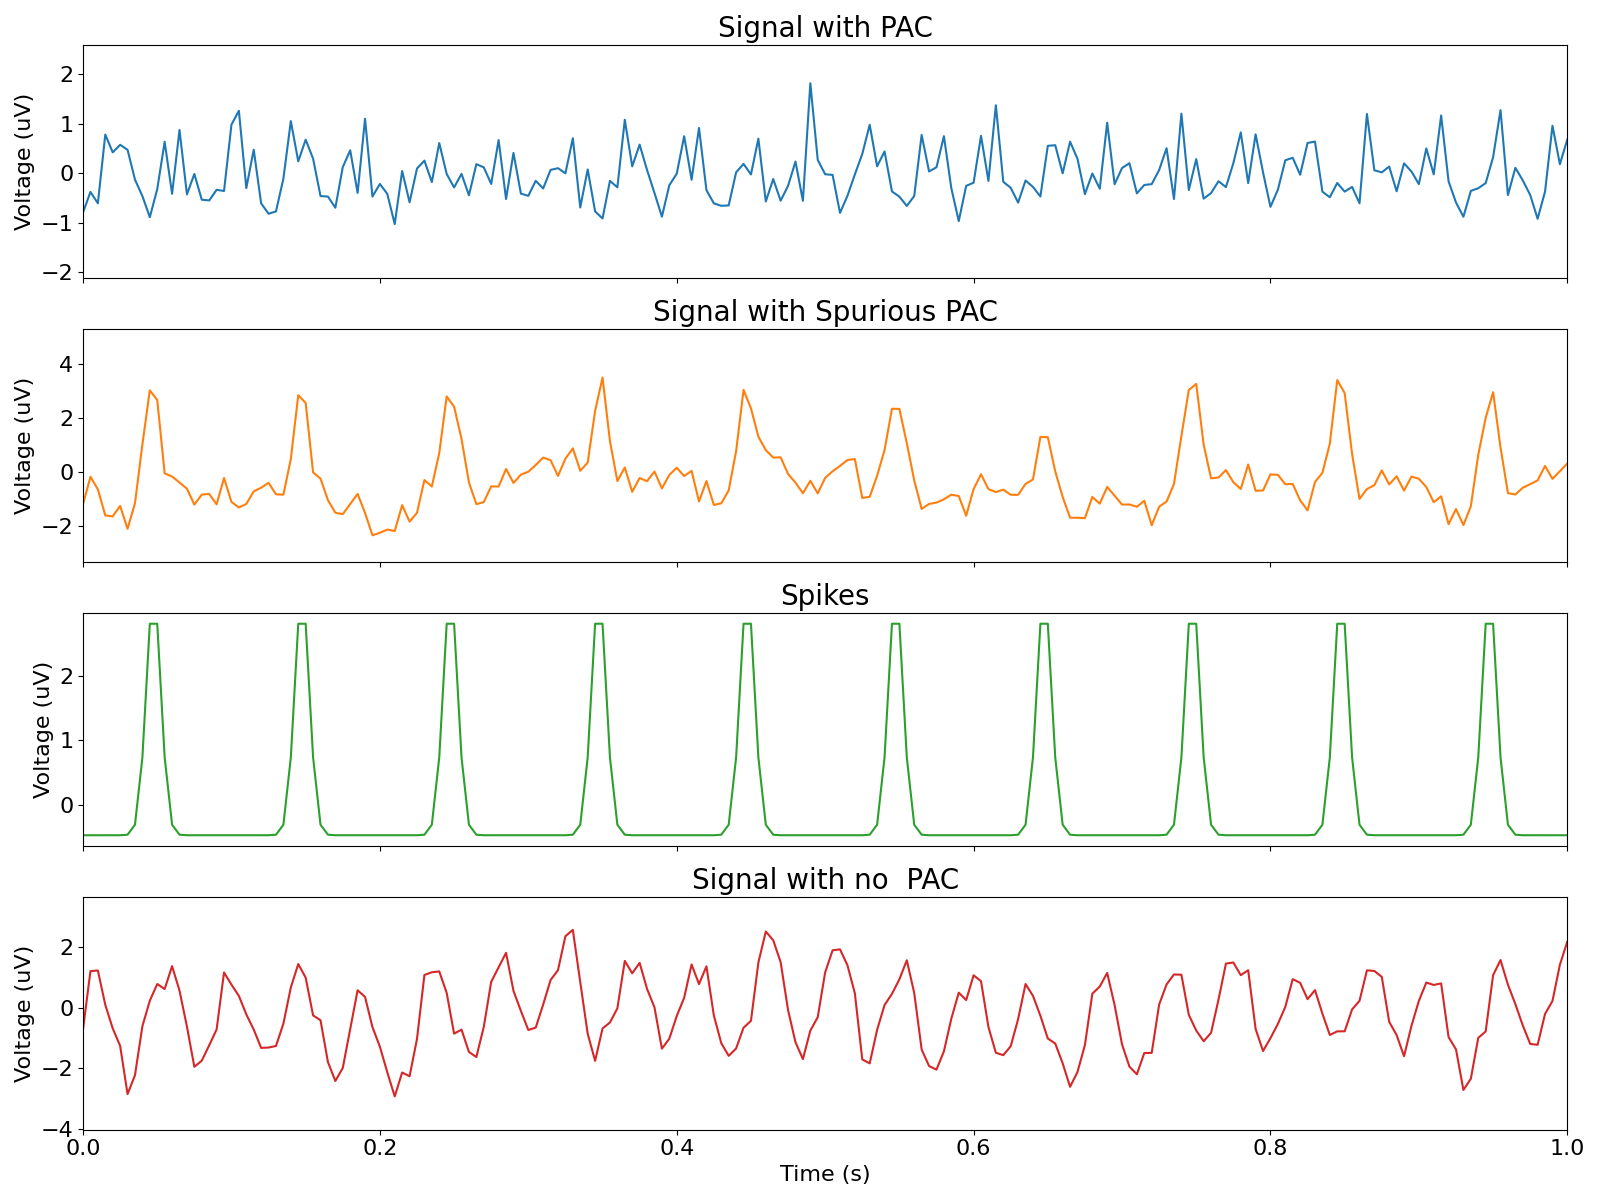 Signal with PAC
Voltage (uV)
2
1
0
−1
−2
Signal with Spurious PAC
Voltage (uV)
4
2
0
−2
Spikes
Voltage (uV)
2
1
0
Signal with no  PAC
Voltage (uV)
2
0
−2
−4
0.0 0.2 0.4 0.6 0.8 1.0
Time (s)